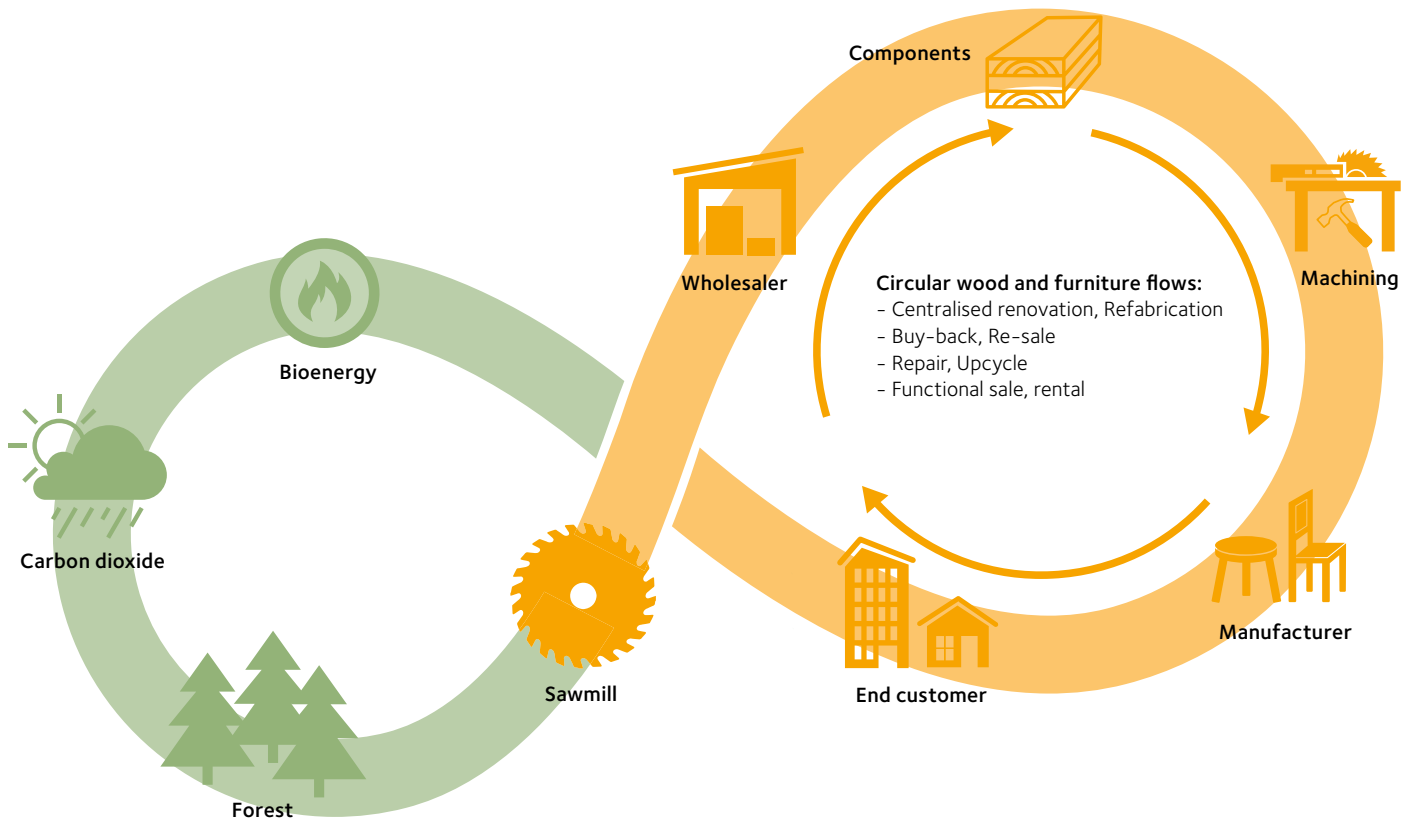 Components
Wholesaler
Machining
Circular wood and furniture flows:
- Centralised renovation, Refabrication
- Buy-back, Re-sale
- Repair, Upcycle
- Functional sale, rental
Bioenergy
Carbon dioxide
Manufacturer
Sawmill
End customer
Forest